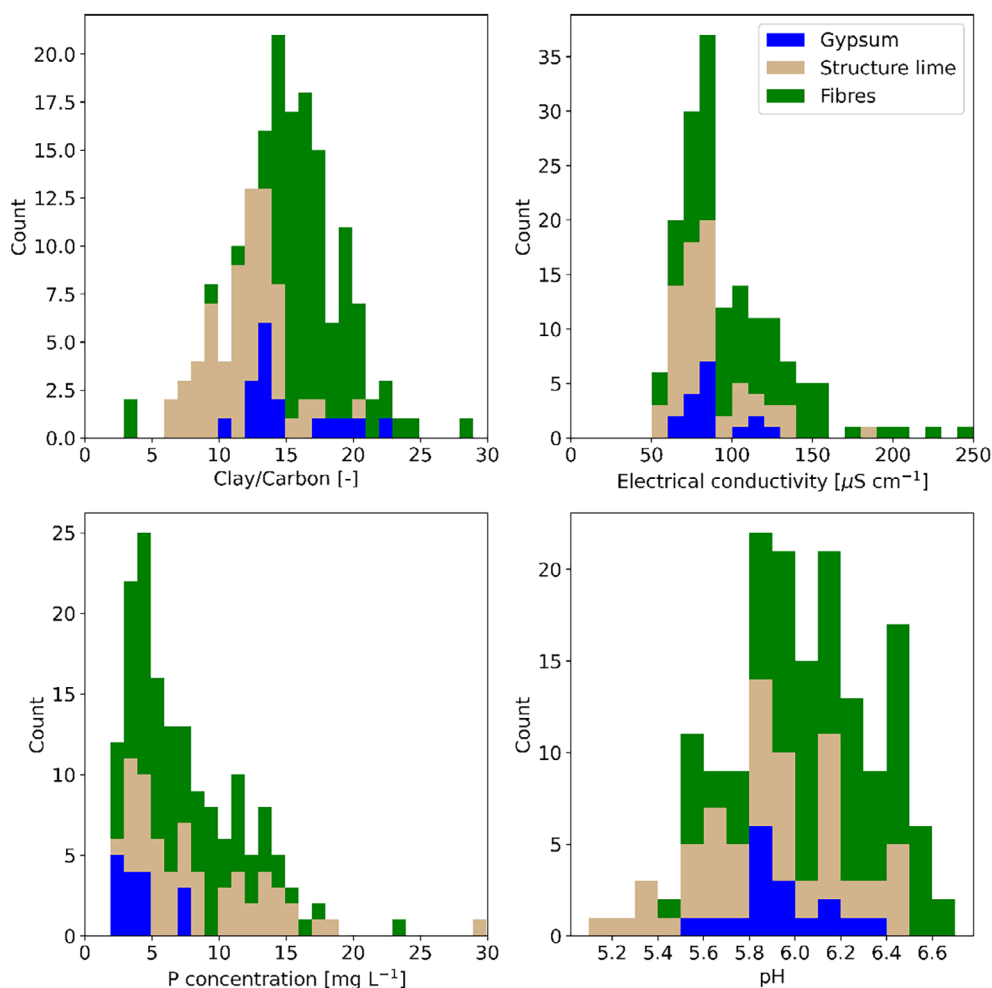 20.0
17.5
15.0
12.5
10.0
7.5
5.0
2.5
0.0
Count
0 5 10 15 20 25 30
Clay/Carbon [-]
35
30
25
20
15
10
5
0
Count
Gypsum
Structure lime
Fibres
0 50 100 150 200 250
Electrical conductivity [μS cm⁻¹]
25
20
15
10
5
0
Count
0 5 10 15 20 25 30
P concentration [mg L⁻¹]
20
15
10
5
0
Count
5.2 5.4 5.6 5.8 6.0 6.2 6.4 6.6
pH